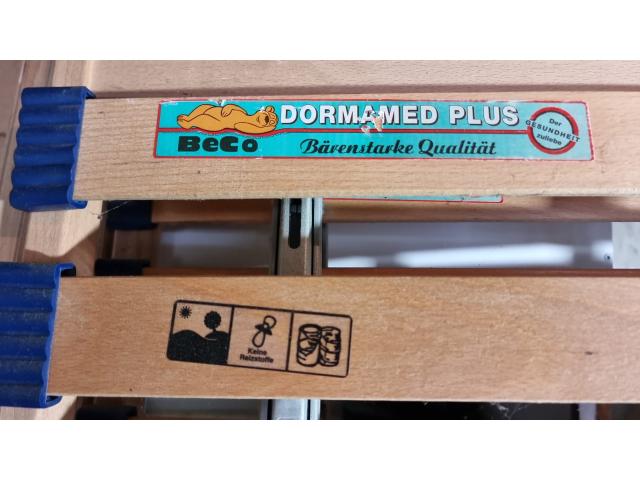 DORMAMED PLUS
BeCo
Bärenstarke Qualität
Der
GESUNDHEIT
zuliebe
Keine
Reizstoffe